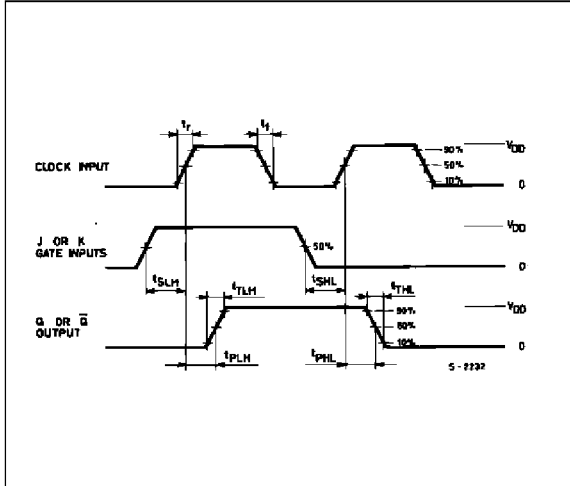 tr tf
CLOCK INPUT
VDD
90%
50%
10%
0
J OR K
GATE INPUTS
50%
VDD
0
tSLH tTLH tSHL tTHL
Q OR Q̅
OUTPUT
VDD
90%
50%
10%
0
tPLH tPHL
S-2232